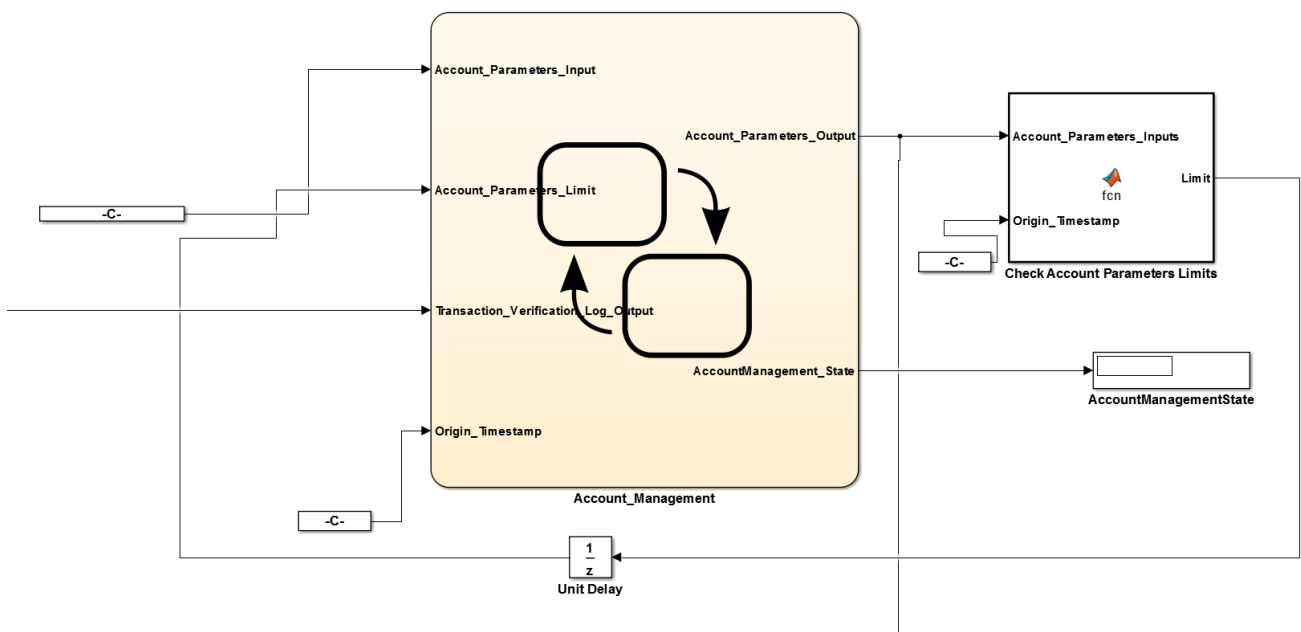 Account_Parameters_Input
Account_Parameters_Output
Account_Parameters_Inputs
Account_Parameters_Limit
Limit
fcn
-C-
Origin_Timestamp
-C-
Check Account Parameters Limits
Transaction_Verification_Log_Output
AccountManagement_State
AccountManagementState
Origin_Timestamp
Account_Management
-C-
1
z
Unit Delay